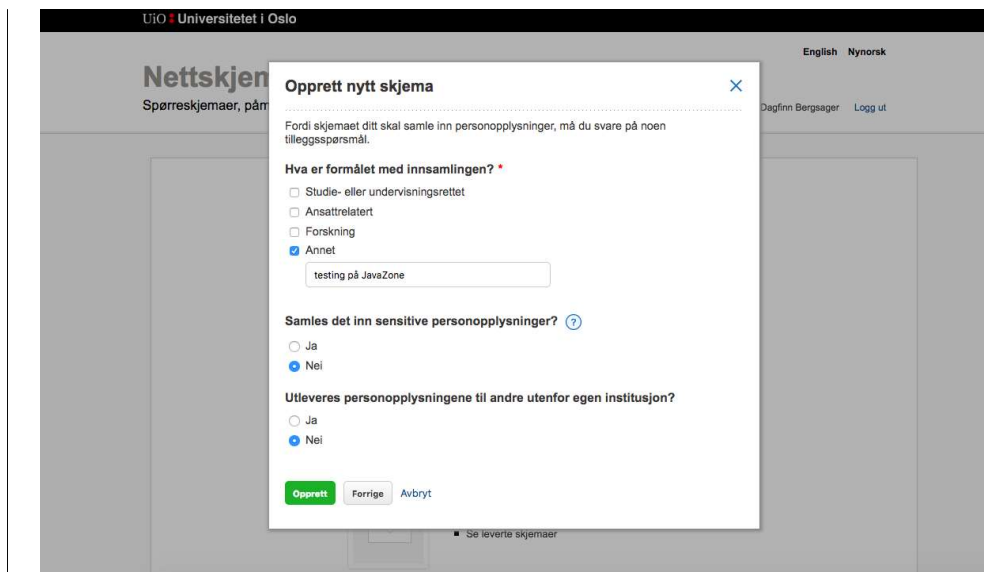 UiO Universitetet i Oslo
English Nynorsk
Nettskjem
Spørreskjemaer, påm
Dagfinn Bergsager Logg ut
Opprett nytt skjema
Fordi skjemaet ditt skal samle inn personopplysninger, må du svare på noen
tilleggsspørsmål.
Hva er formålet med innsamlingen? *
Studie- eller undervisningsrettet
Ansattrelatert
Forskning
Annet
testing på JavaZone
Samles det inn sensitive personopplysninger? ?
Ja
Nei
Utleveres personopplysningene til andre utenfor egen institusjon?
Ja
Nei
Opprett Forrige Avbryt
Se leverte skjemaer